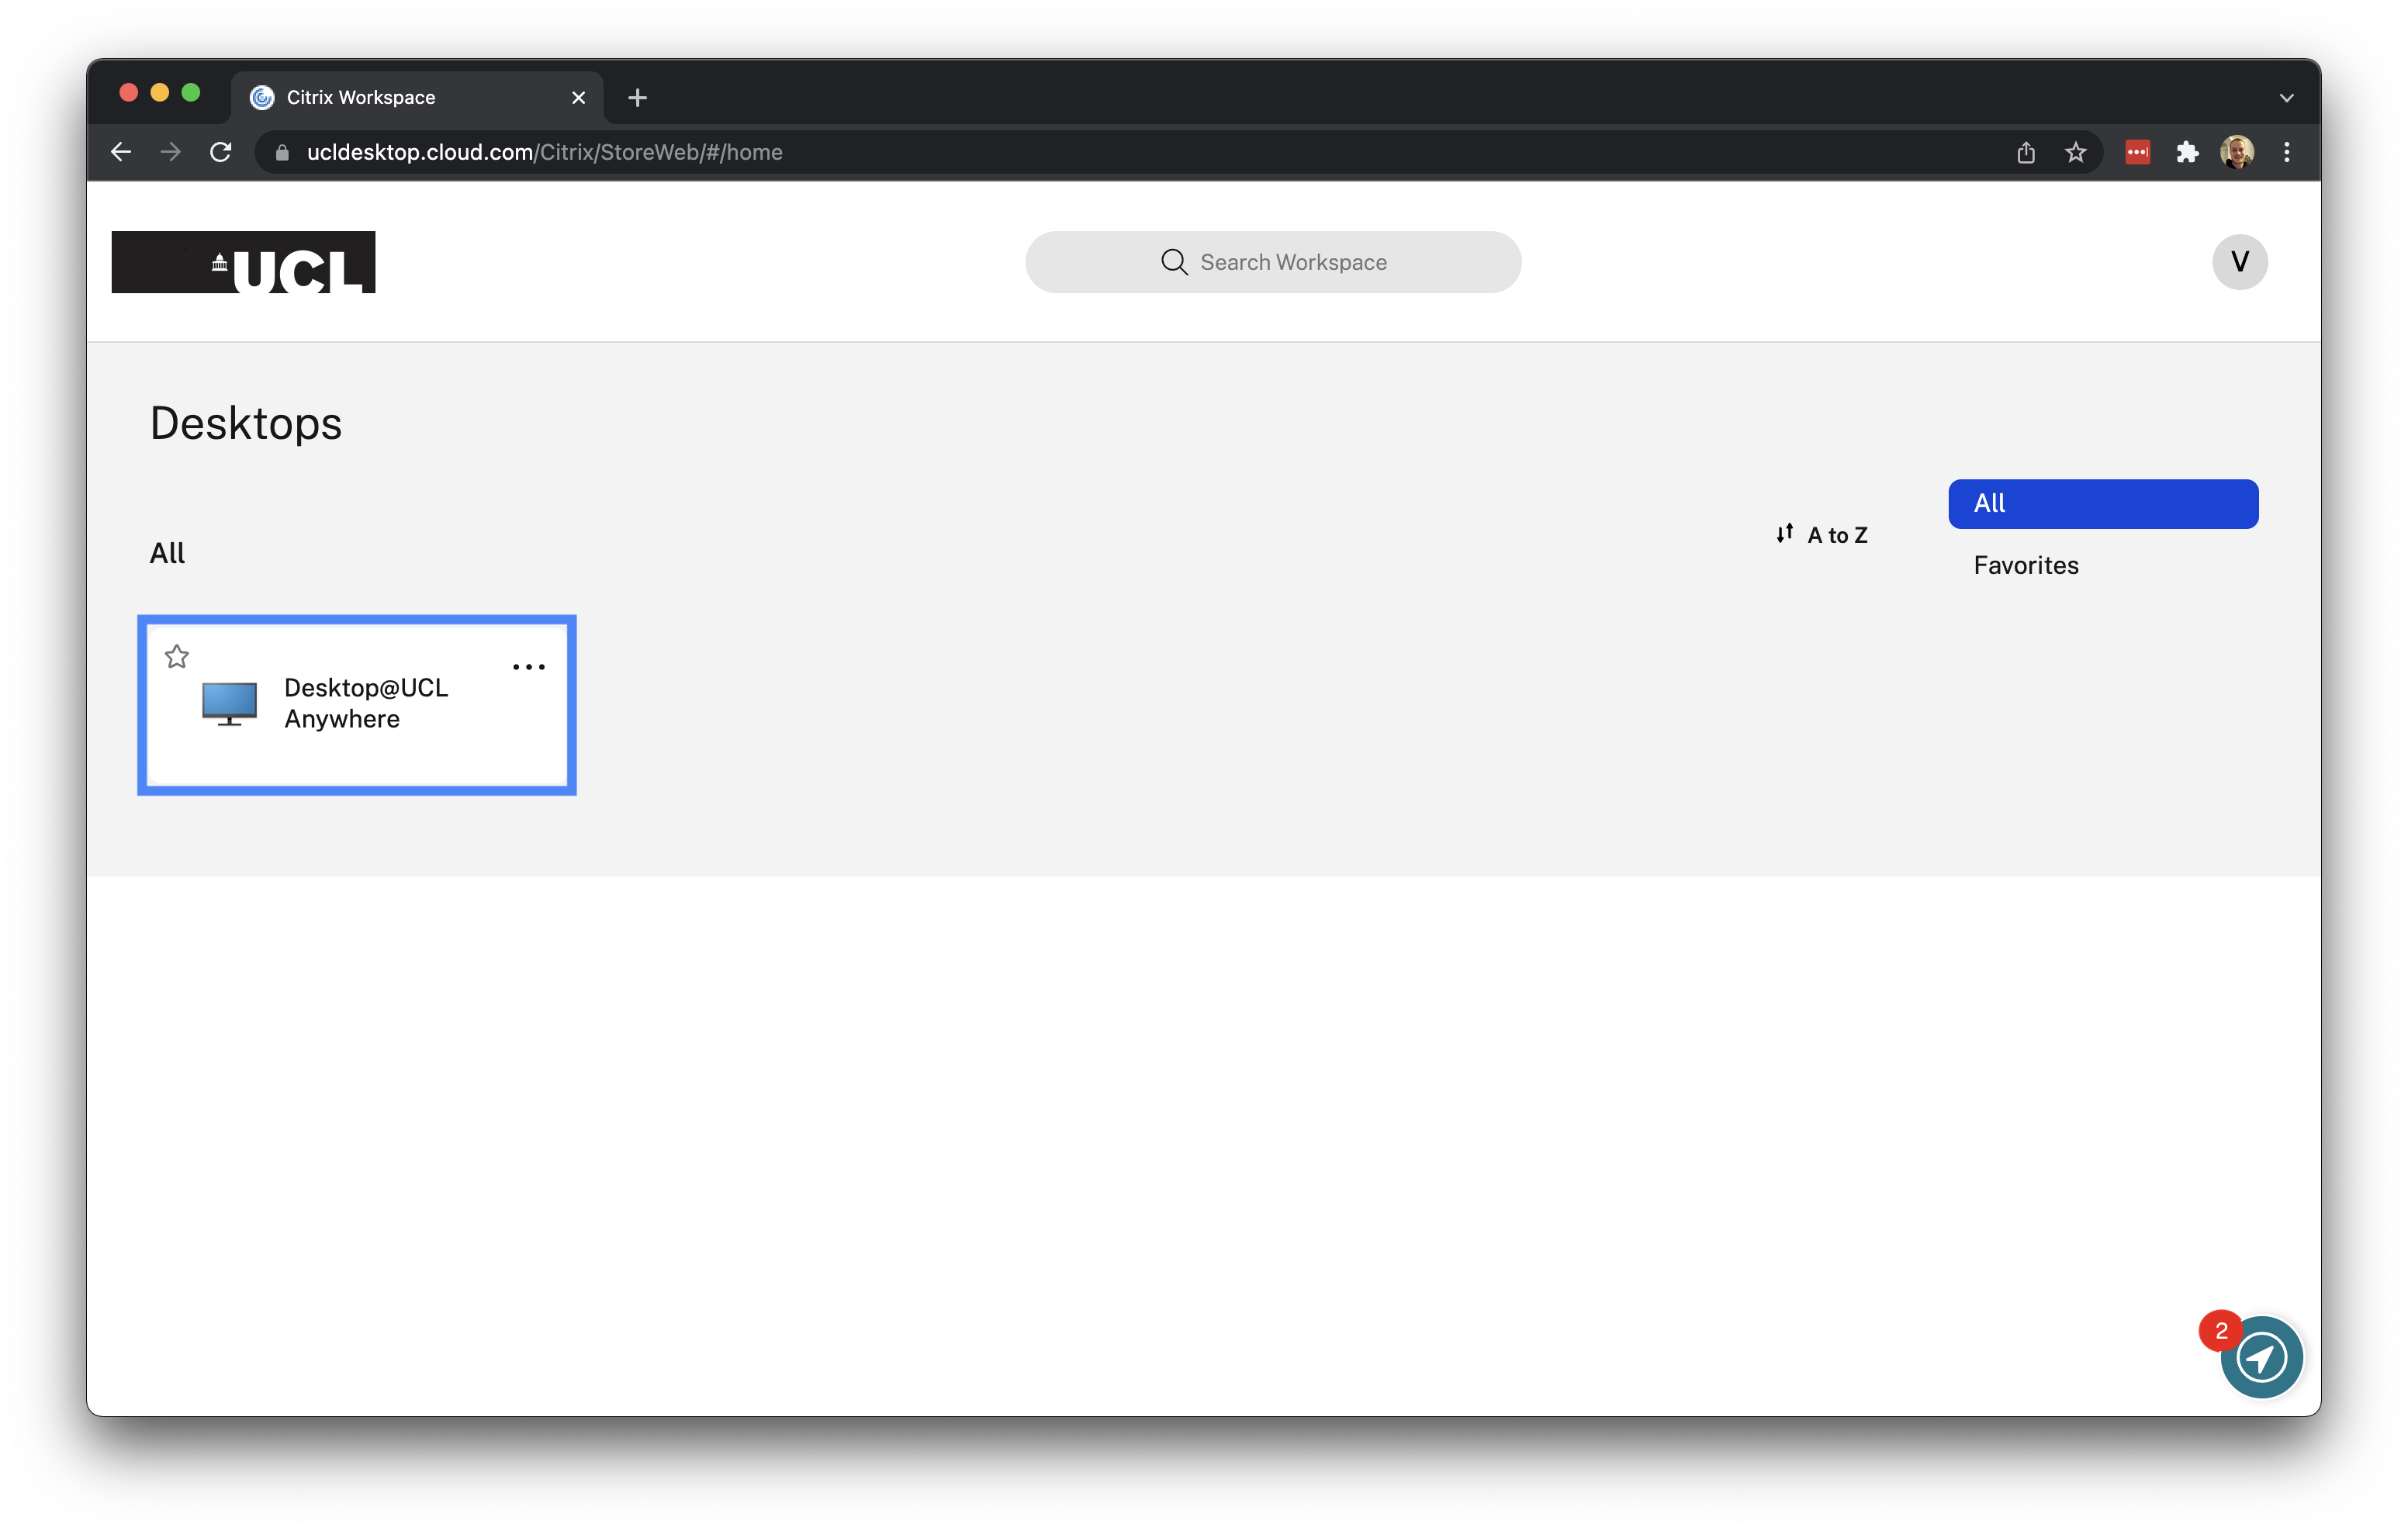 Citrix Workspace
ucldesktop.cloud.com/Citrix/StoreWeb/#/home
UCL
Search Workspace
V
Desktops
All
A to Z
All
Favorites
Desktop@UCL
Anywhere
2